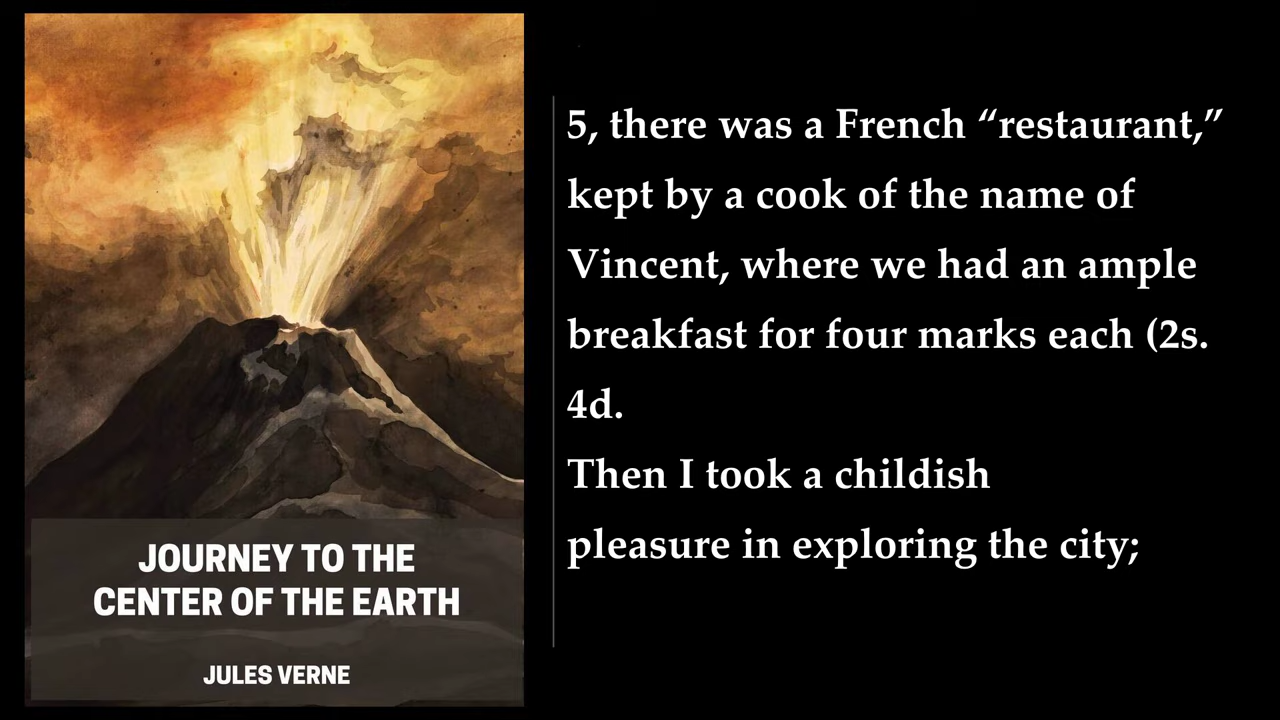 JOURNEY TO THE
CENTER OF THE EARTH
JULES VERNE
5, there was a French “restaurant,”
kept by a cook of the name of
Vincent, where we had an ample
breakfast for four marks each (2s.
4d.
Then I took a childish
pleasure in exploring the city;